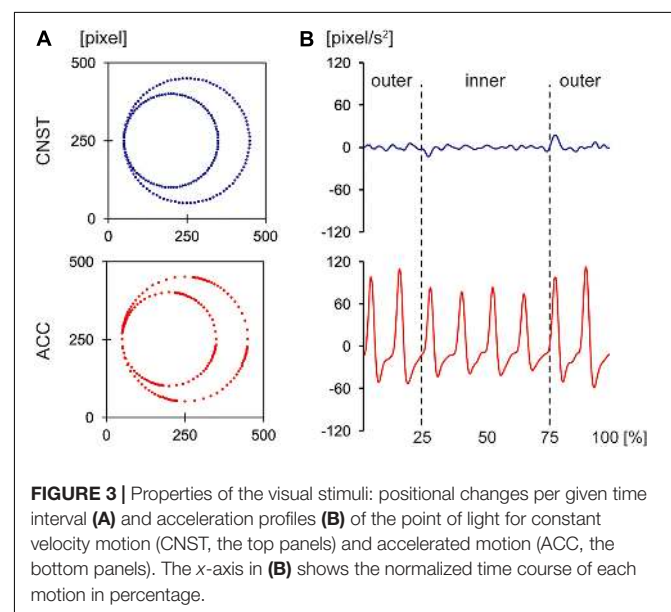 A [pixel]
B [pixel/s²]
500
250
0
CNST
0 250 500
120
60
0
-60
-120
outer inner outer
500
250
0
ACC
0 250 500
120
60
0
-60
-120
25 50 75 100 [%]
FIGURE 3 | Properties of the visual stimuli: positional changes per given time
interval (A) and acceleration profiles (B) of the point of light for constant
velocity motion (CNST, the top panels) and accelerated motion (ACC, the
bottom panels). The x-axis in (B) shows the normalized time course of each
motion in percentage.